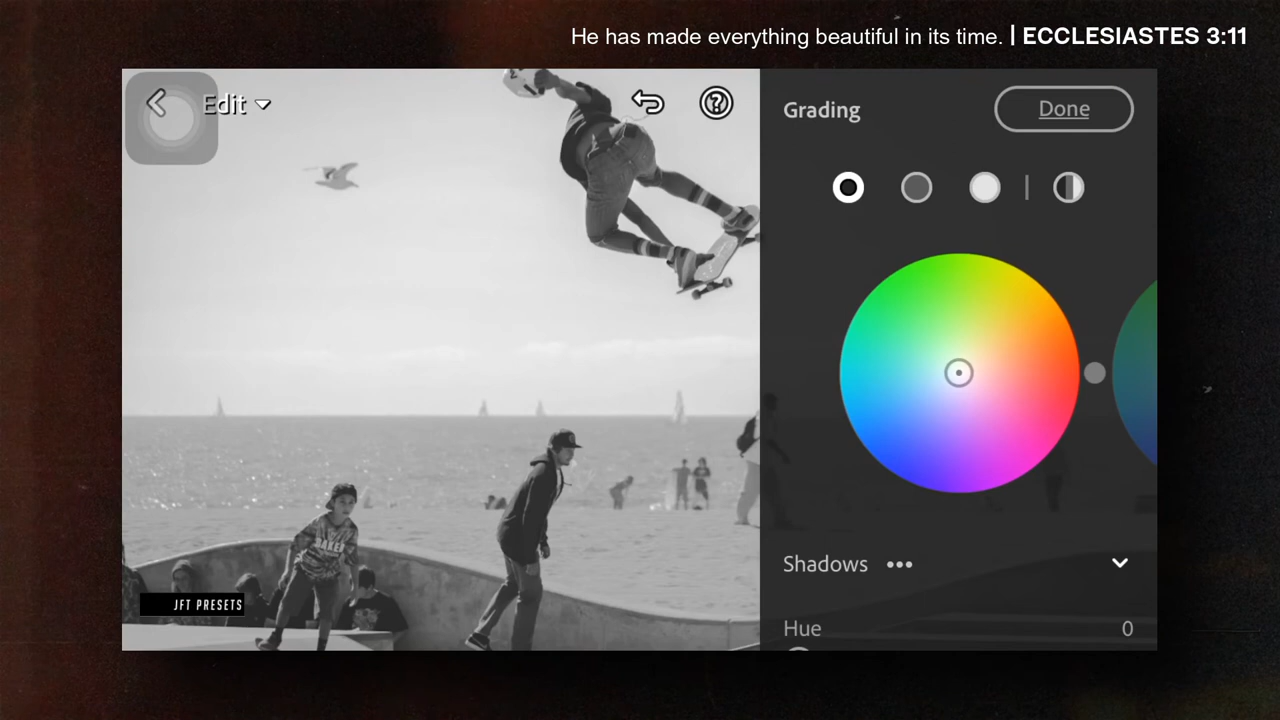 He has made everything beautiful in its time. | ECCLESIASTES 3:11
Edit
Grading
Done
BAKER
JFT PRESETS
Shadows •••
Hue 0